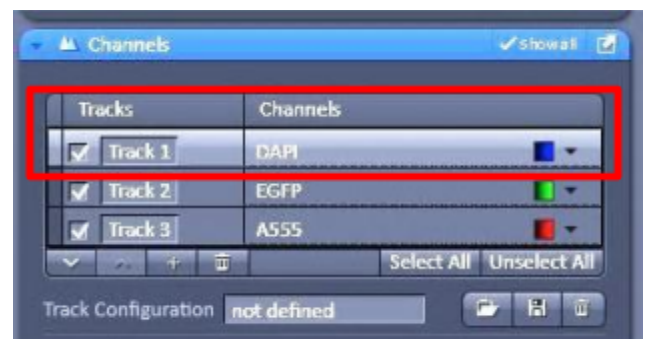 Channels Show all
Tracks Channels
Track 1 DAPI
Track 2 EGFP
Track 3 A555
Select All Unselect All
Track Configuration not defined